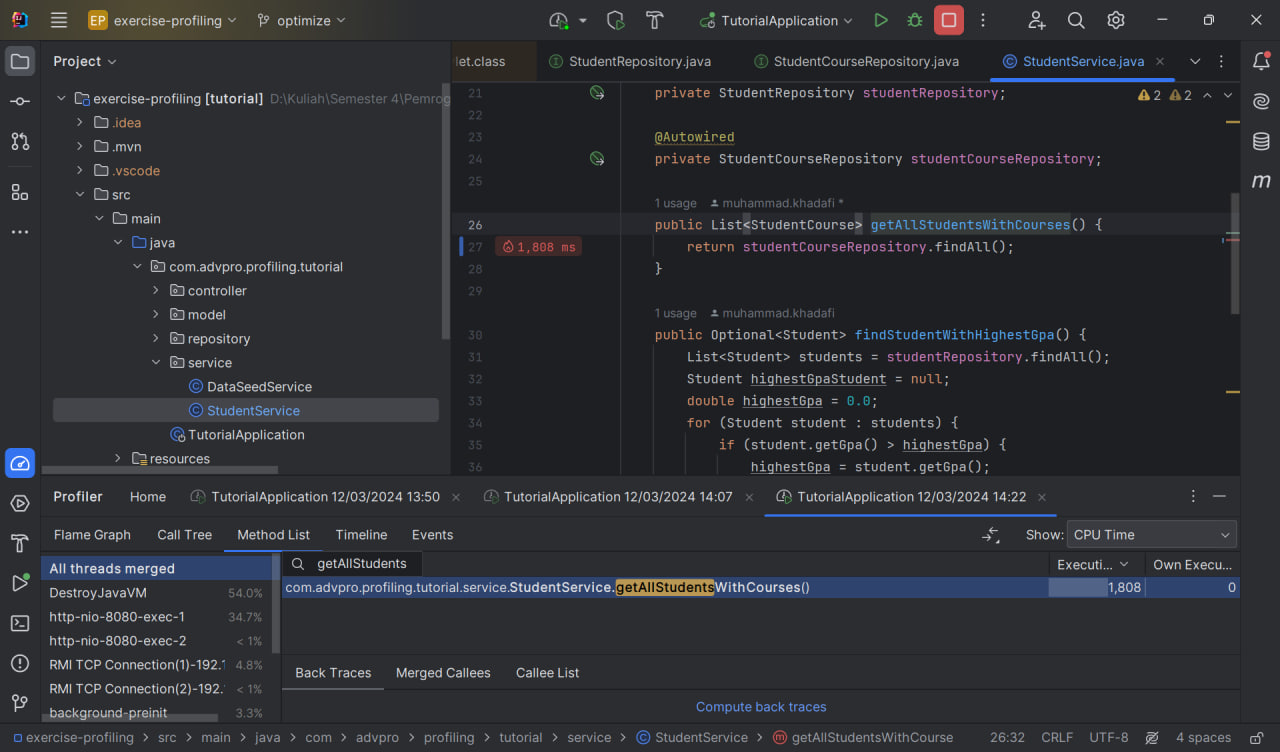 EP exercise-profiling optimize TutorialApplication
Project
exercise-profiling [tutorial] D:\Kuliah\Semester 4\Pemrog
.idea
.mvn
.vscode
src
main
java
com.advpro.profiling.tutorial
controller
model
repository
service
DataSeedService
StudentService
TutorialApplication
resources
let.class StudentRepository.java StudentCourseRepository.java StudentService.java
2 2
21 private StudentRepository studentRepository;
22
23 @Autowired
24 private StudentCourseRepository studentCourseRepository;
25
1 usage muhammad.khadafi *
26 public List<StudentCourse> getAllStudentsWithCourses() {
27 1,808 ms return studentCourseRepository.findAll();
28 }
29
1 usage muhammad.khadafi
30 public Optional<Student> findStudentWithHighestGpa() {
31 List<Student> students = studentRepository.findAll();
32 Student highestGpaStudent = null;
33 double highestGpa = 0.0;
34 for (Student student : students) {
35 if (student.getGpa() > highestGpa) {
36 highestGpa = student.getGpa();
m
Profiler Home TutorialApplication 12/03/2024 13:50 TutorialApplication 12/03/2024 14:07 TutorialApplication 12/03/2024 14:22
Flame Graph Call Tree Method List Timeline Events Show: CPU Time
All threads merged
DestroyJavaVM 54.0%
http-nio-8080-exec-1 34.7%
http-nio-8080-exec-2 < 1%
RMI TCP Connection(1)-192.1 4.8%
RMI TCP Connection(2)-192. < 1%
background-preinit 3.3%
getAllStudents Executi... Own Execu...
com.advpro.profiling.tutorial.service.StudentService.getAllStudentsWithCourses() 1,808 0
Back Traces Merged Callees Callee List
Compute back traces
exercise-profiling > src > main > java > com > advpro > profiling > tutorial > service > StudentService > getAllStudentsWithCourse 26:32 CRLF UTF-8 4 spaces